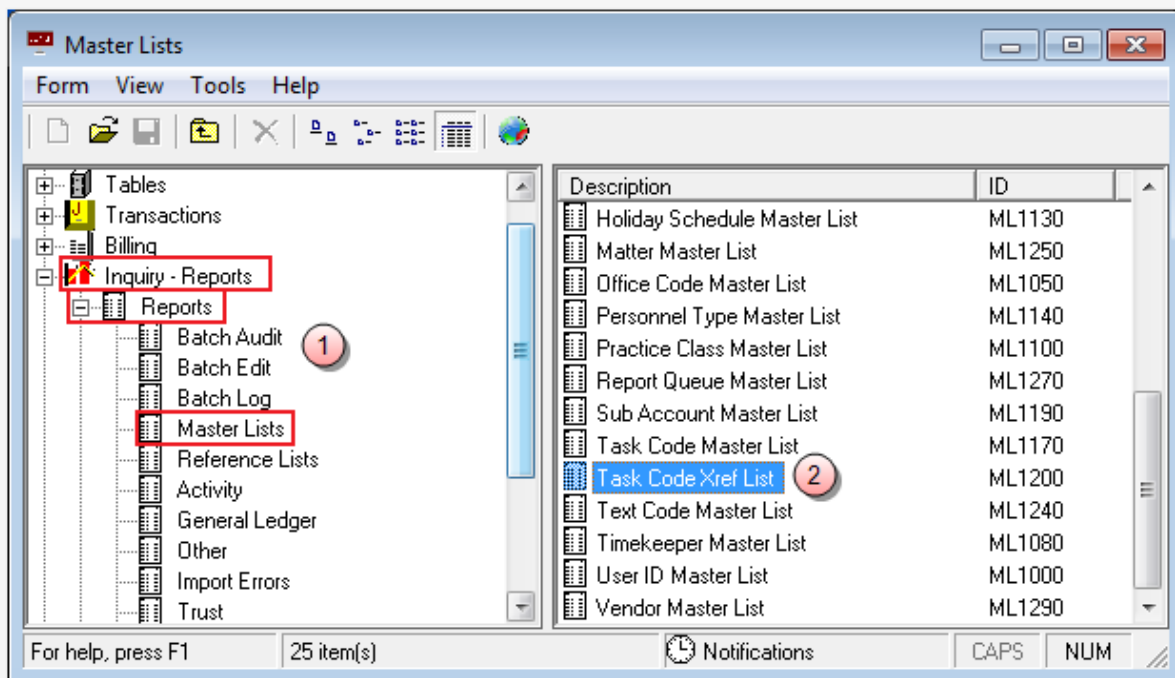 Master Lists
Form View Tools Help
Tables
Transactions
Billing
Inquiry - Reports
Reports
Batch Audit
1
Batch Edit
Batch Log
Master Lists
Reference Lists
Activity
General Ledger
Other
Import Errors
Trust
Description ID
Holiday Schedule Master List ML1130
Matter Master List ML1250
Office Code Master List ML1050
Personnel Type Master List ML1140
Practice Class Master List ML1100
Report Queue Master List ML1270
Sub Account Master List ML1190
Task Code Master List ML1170
Task Code Xref List 2 ML1200
Text Code Master List ML1240
Timekeeper Master List ML1080
User ID Master List ML1000
Vendor Master List ML1290
For help, press F1 25 item(s) Notifications CAPS NUM